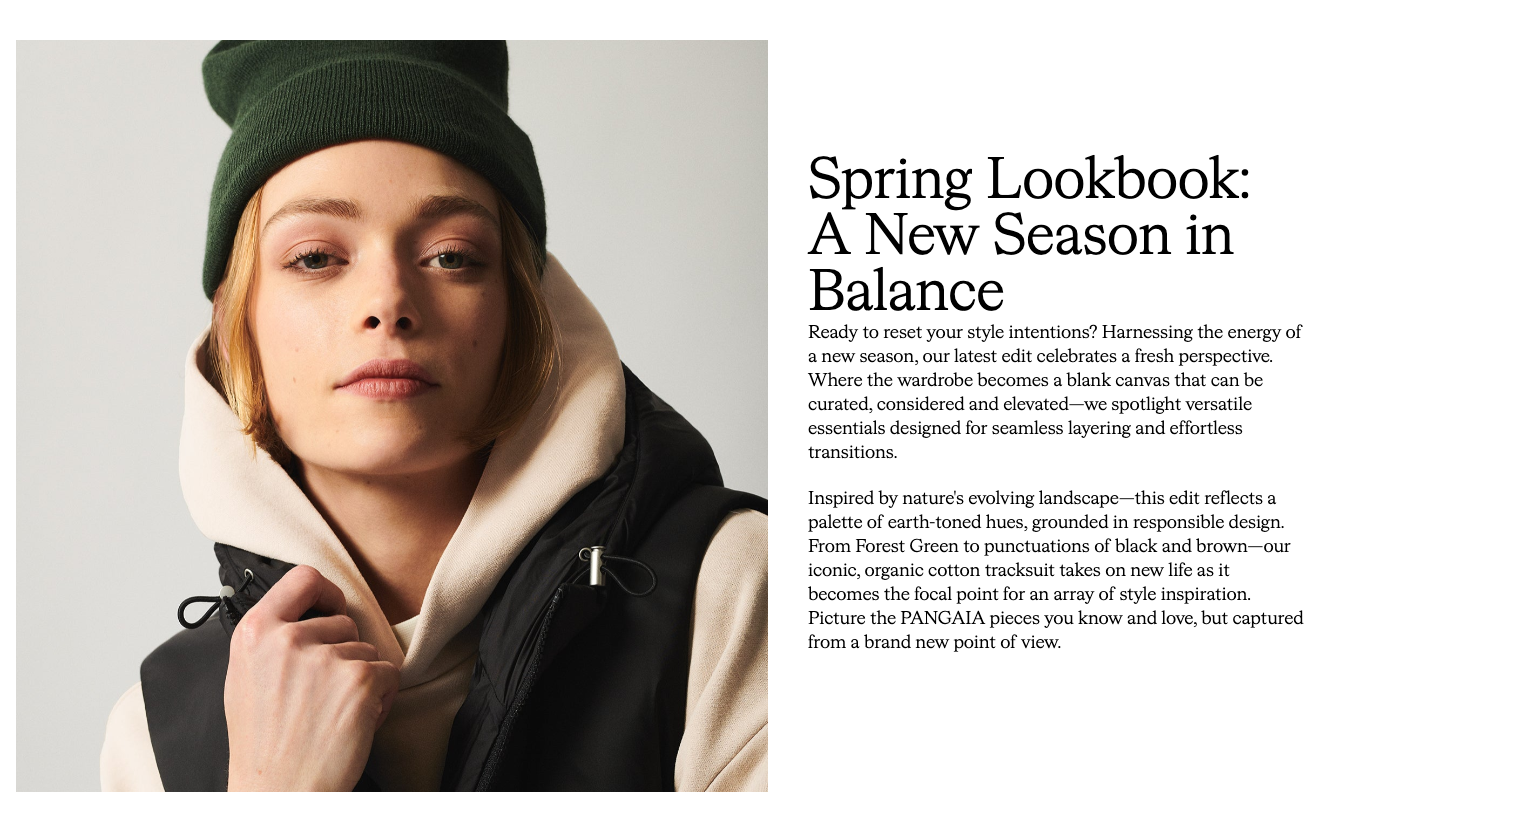 Spring Lookbook:
A New Season in
Balance
Ready to reset your style intentions? Harnessing the energy of
a new season, our latest edit celebrates a fresh perspective.
Where the wardrobe becomes a blank canvas that can be
curated, considered and elevated—we spotlight versatile
essentials designed for seamless layering and effortless
transitions.
Inspired by nature's evolving landscape—this edit reflects a
palette of earth-toned hues, grounded in responsible design.
From Forest Green to punctuations of black and brown—our
iconic, organic cotton tracksuit takes on new life as it
becomes the focal point for an array of style inspiration.
Picture the PANGAIA pieces you know and love, but captured
from a brand new point of view.